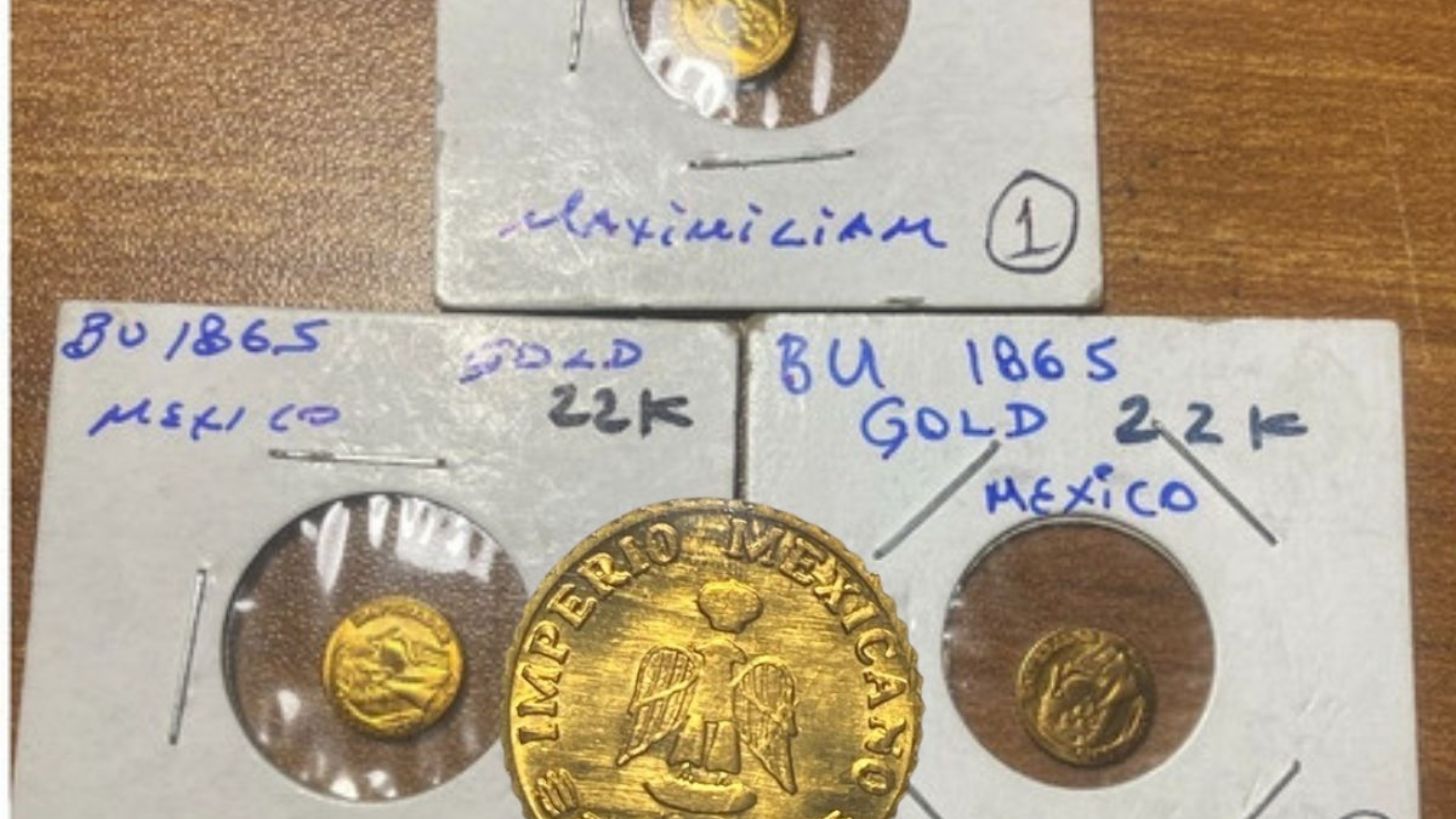 MAXIMILIAM 1
BU 1865 GOLD
22K
MEXICO
BU 1865
GOLD 22K
MEXICO
IMPERIO MEXICANO